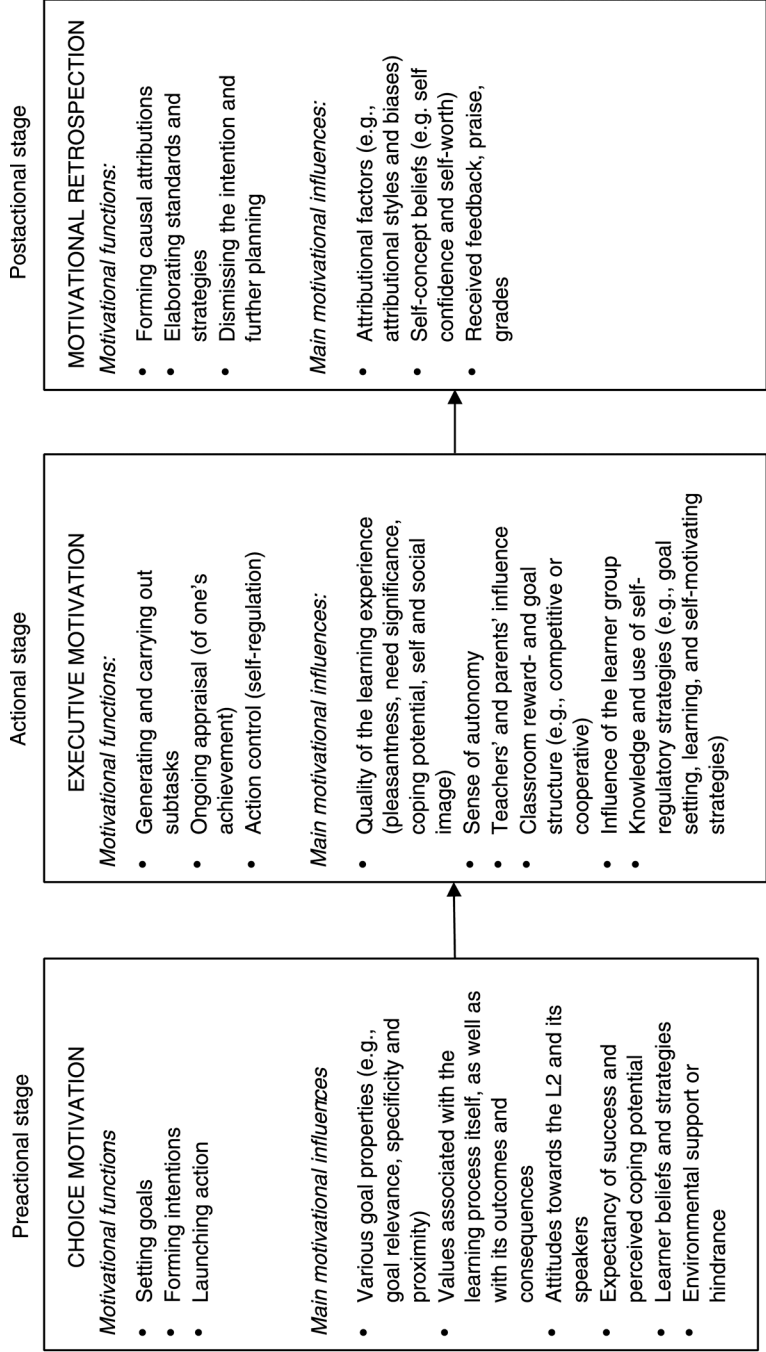 Preactional stage
CHOICE MOTIVATION
Motivational functions
• Setting goals
• Forming intentions
• Launching action
Main motivational influences
• Various goal properties (e.g.,
goal relevance, specificity and
proximity)
• Values associated with the
learning process itself, as well as
with its outcomes and
consequences
• Attitudes towards the L2 and its
speakers
• Expectancy of success and
perceived coping potential
• Learner beliefs and strategies
• Environmental support or
hindrance
Actional stage
EXECUTIVE MOTIVATION
Motivational functions:
• Generating and carrying out
subtasks
• Ongoing appraisal (of one's
achievement)
• Action control (self-regulation)
Main motivational influences:
• Quality of the learning experience
(pleasantness, need significance,
coping potential, self and social
image)
• Sense of autonomy
• Teachers' and parents' influence
• Classroom reward- and goal
structure (e.g., competitive or
cooperative)
• Influence of the learner group
• Knowledge and use of self-
regulatory strategies (e.g., goal
setting, learning, and self-motivating
strategies)
Postactional stage
MOTIVATIONAL RETROSPECTION
Motivational functions:
• Forming causal attributions
• Elaborating standards and
strategies
• Dismissing the intention and
further planning
Main motivational influences:
• Attributional factors (e.g.,
attributional styles and biases)
• Self-concept beliefs (e.g. self
confidence and self-worth)
• Received feedback, praise,
grades